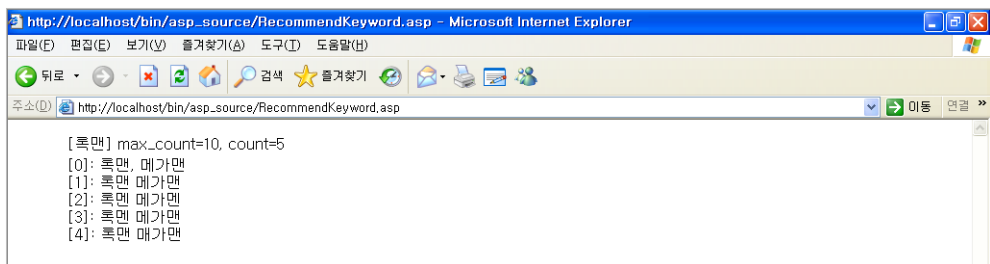 http://localhost/bin/asp_source/RecommendKeyword.asp - Microsoft Internet Explorer
파일(F) 편집(E) 보기(V) 즐겨찾기(A) 도구(T) 도움말(H)
뒤로 검색 즐겨찾기
주소(D) http://localhost/bin/asp_source/RecommendKeyword.asp 이동 연결 »
[록맨] max_count=10, count=5
[0]: 록맨, 메가맨
[1]: 록맨 메가맨
[2]: 록멘 메가멘
[3]: 록멘 메가맨
[4]: 록맨 매가맨